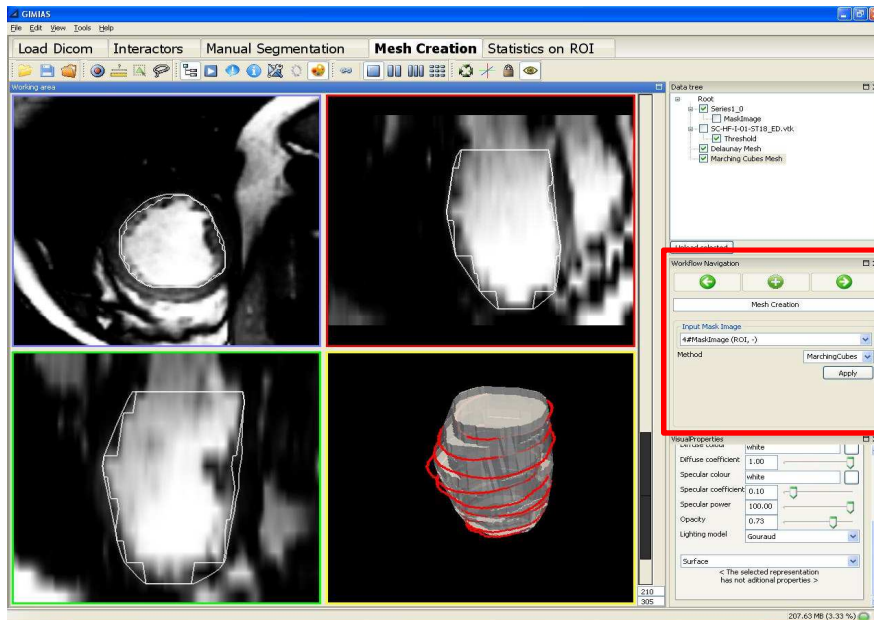 GIMIAS
File Edit View Tools Help
Load Dicom Interactors Manual Segmentation Mesh Creation Statistics on ROI
Working area
Data tree
Root
Series1_0
MaskImage
SC-HF-I-01-ST18_ED.vtk
Threshold
Delaunay Mesh
Marching Cubes Mesh
Upload selected
Workflow Navigation
Mesh Creation
Input Mask Image
4#MaskImage (ROI, -)
Method MarchingCubes
Apply
VisualProperties
Diffuse colour white
Diffuse coefficient 1.00
Specular colour white
Specular coefficient 0.10
Specular power 100.00
Opacity 0.73
Lighting model Gouraud
Surface
< The selected representation
has not aditional properties >
210
305
207.63 MB (3.33 %)